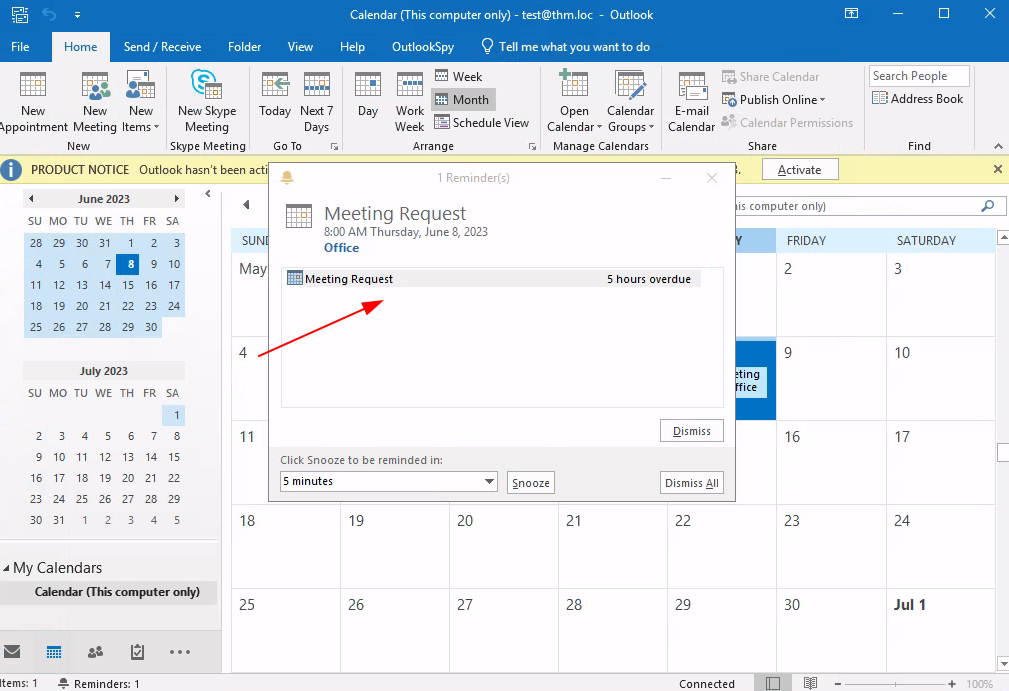 Calendar (This computer only) - test@thm.loc - Outlook
File Home Send / Receive Folder View Help OutlookSpy Tell me what you want to do
New Appointment
New Meeting
New Items
New Skype Meeting
Today
Next 7 Days
Day
Work Week
Week
Month
Schedule View
Open Calendar
Calendar Groups
E-mail Calendar
Share Calendar
Publish Online
Calendar Permissions
Search People
Address Book
New Skype Meeting Go To Arrange Manage Calendars Share Find
PRODUCT NOTICE Outlook hasn't been
Activate
June 2023
SU MO TU WE TH FR SA
28 29 30 31 1 2 3
4 5 6 7 8 9 10
11 12 13 14 15 16 17
18 19 20 21 22 23 24
25 26 27 28 29 30
July 2023
SU MO TU WE TH FR SA
1
2 3 4 5 6 7 8
9 10 11 12 13 14 15
16 17 18 19 20 21 22
23 24 25 26 27 28 29
30 31 1 2 3 4 5
My Calendars
Calendar (This computer only)
1 Reminder(s)
Meeting Request
8:00 AM Thursday, June 8, 2023
Office
Meeting Request 5 hours overdue
Dismiss
Click Snooze to be reminded in:
5 minutes
Snooze
Dismiss All
computer only)
FRIDAY SATURDAY
May 2 3
4 9 10
11 16 17
18 19 20 21 22 23 24
25 26 27 28 29 30 Jul 1
Items: 1 Reminders: 1 Connected 100%